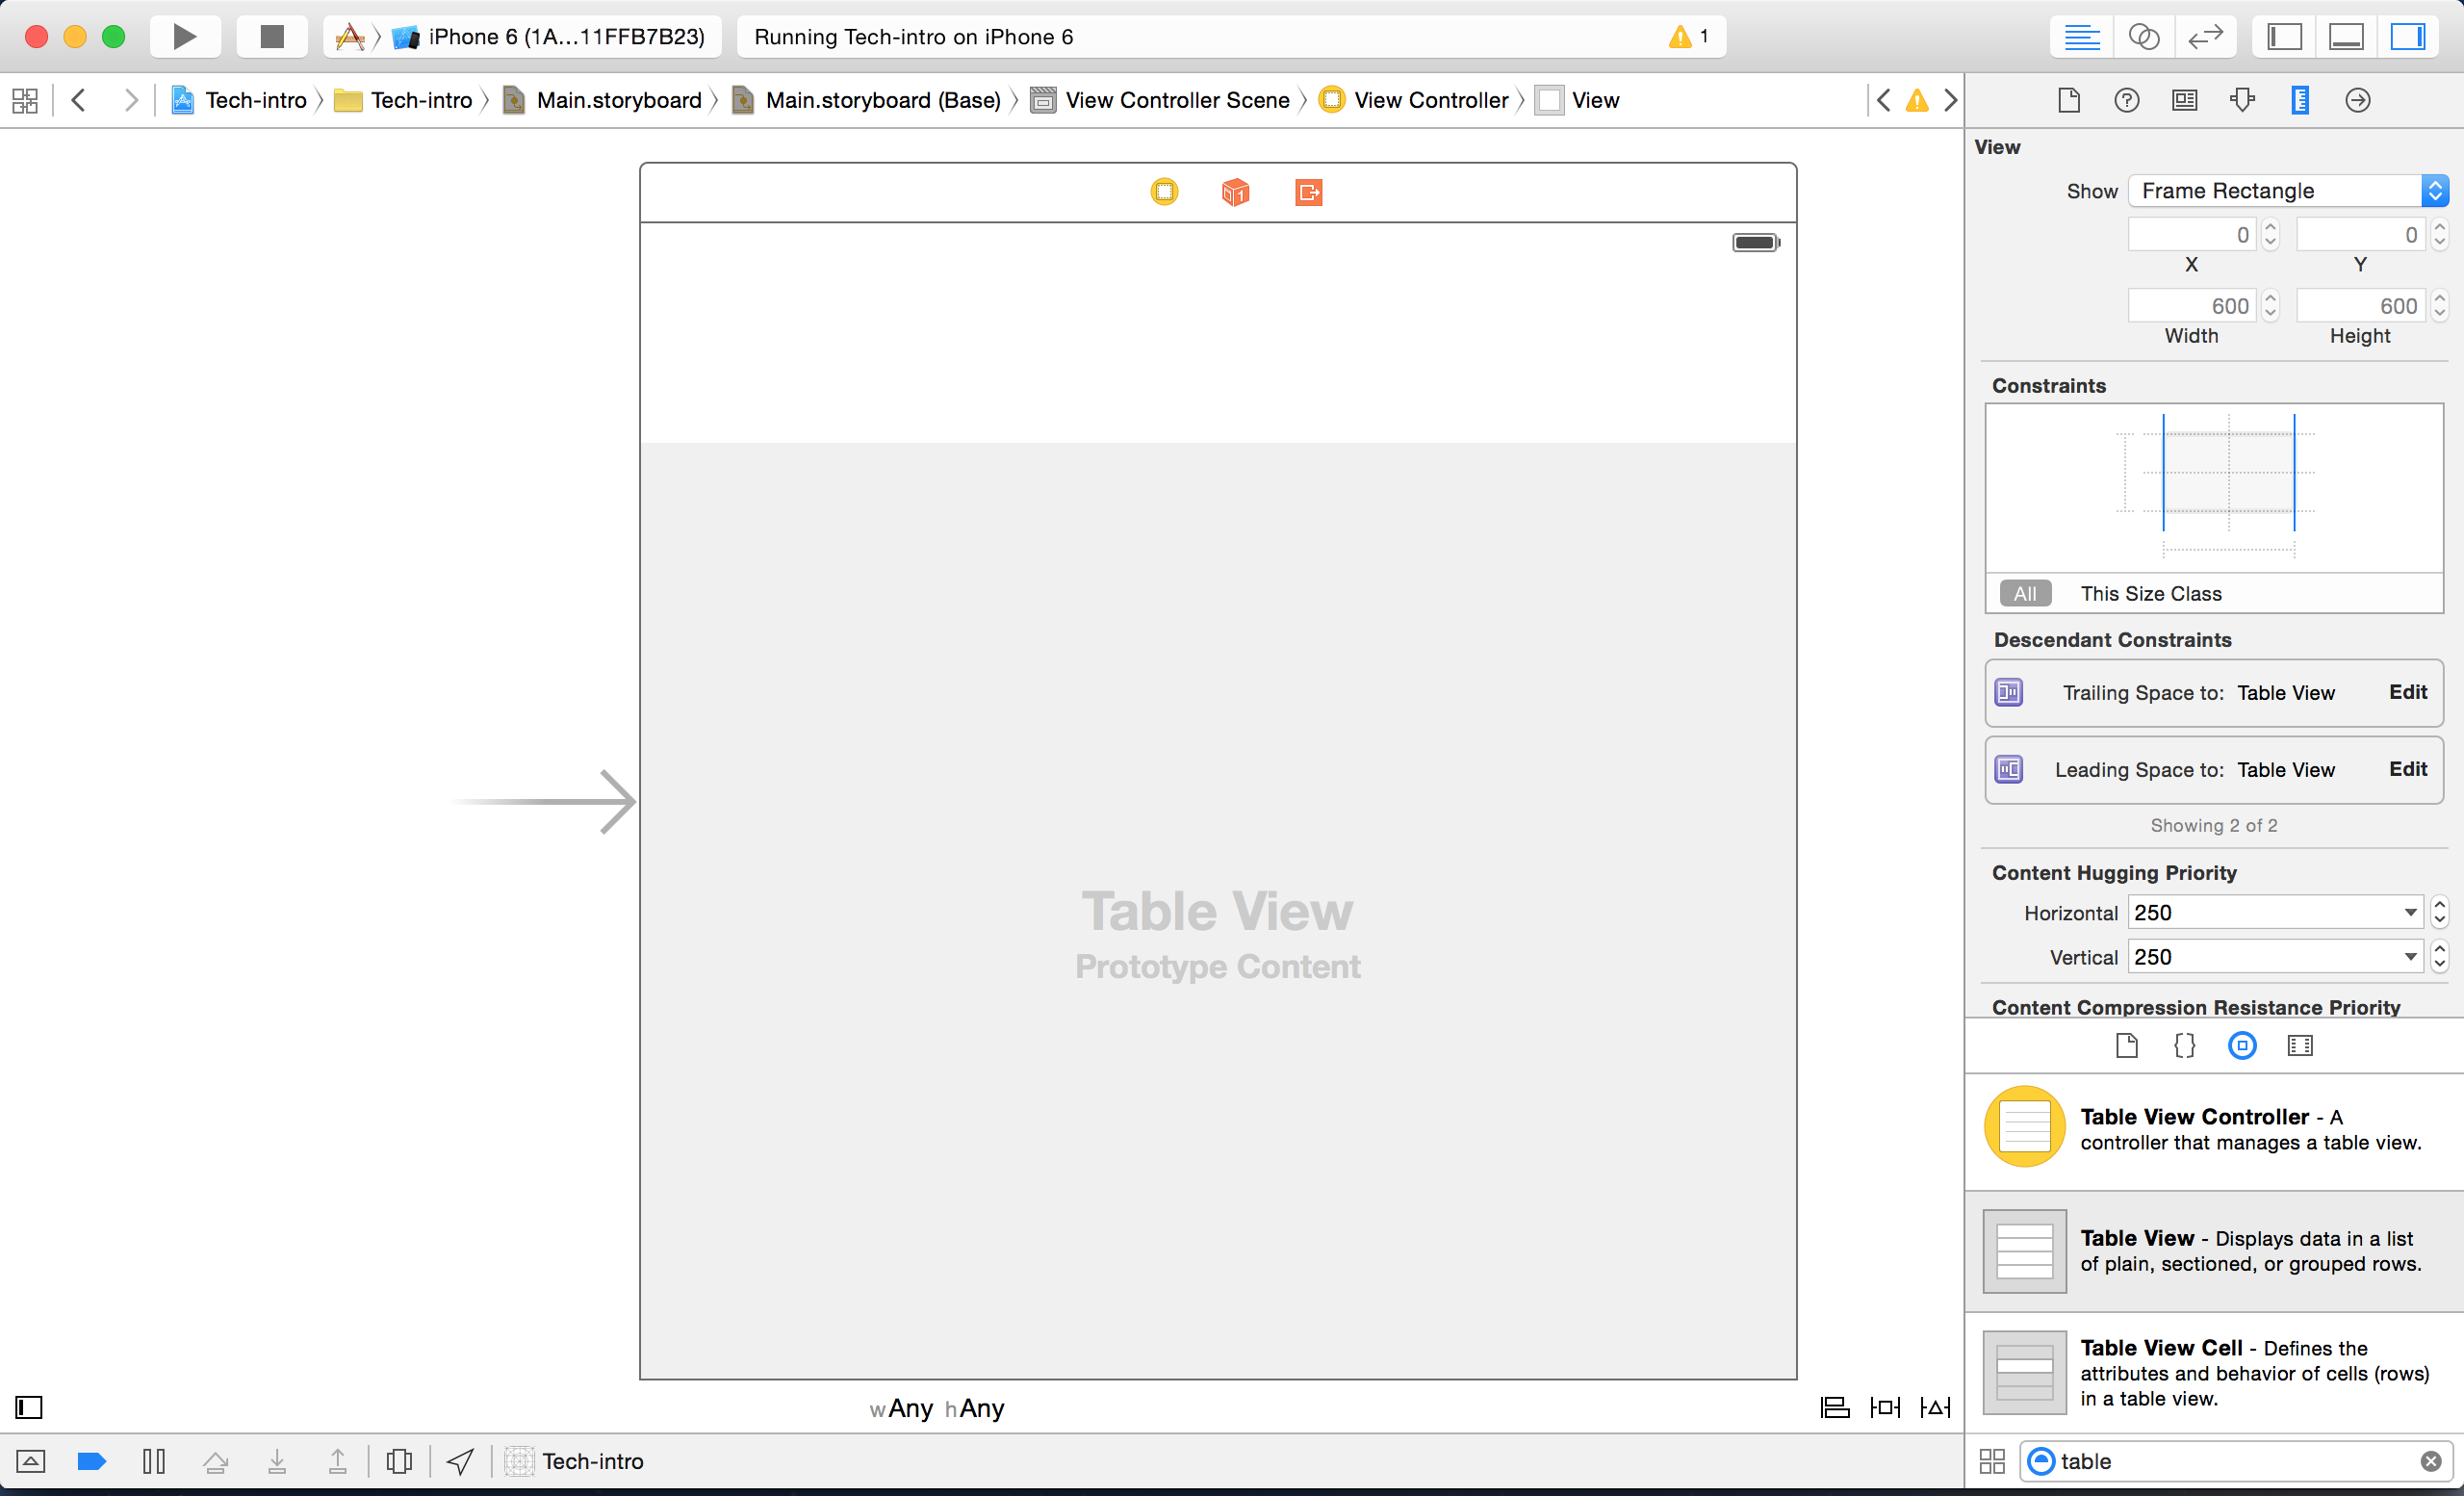 iPhone 6 (1A...11FFB7B23)
Running Tech-intro on iPhone 6
1
Tech-intro
Tech-intro
Main.storyboard
Main.storyboard (Base)
View Controller Scene
View Controller
View
1
View
Show Frame Rectangle
0 0
X Y
600 600
Width Height
Constraints
All This Size Class
Descendant Constraints
Trailing Space to: Table View Edit
Leading Space to: Table View Edit
Showing 2 of 2
Content Hugging Priority
Horizontal 250
Vertical 250
Content Compression Resistance Priority
Table View
Prototype Content
Table View Controller - A
controller that manages a table view.
Table View - Displays data in a list
of plain, sectioned, or grouped rows.
Table View Cell - Defines the
attributes and behavior of cells (rows)
in a table view.
wAny hAny
Tech-intro
table